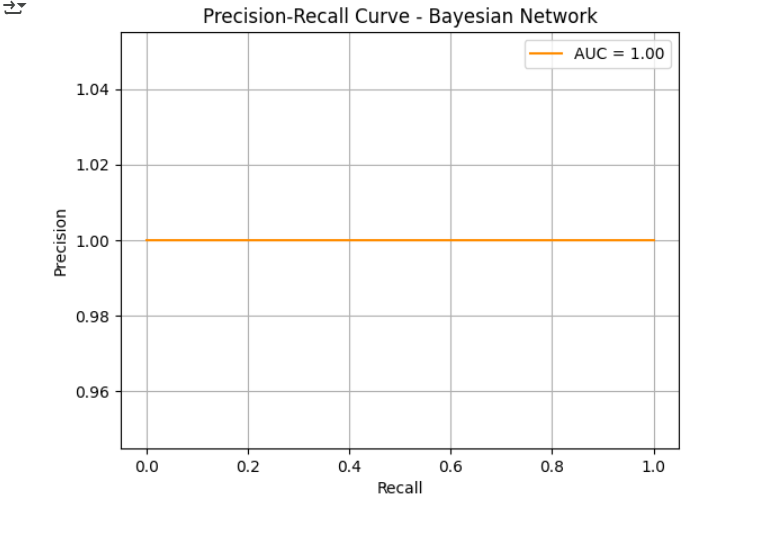 Precision-Recall Curve - Bayesian Network
AUC = 1.00
1.04
1.02
1.00
0.98
0.96
Precision
0.0 0.2 0.4 0.6 0.8 1.0
Recall